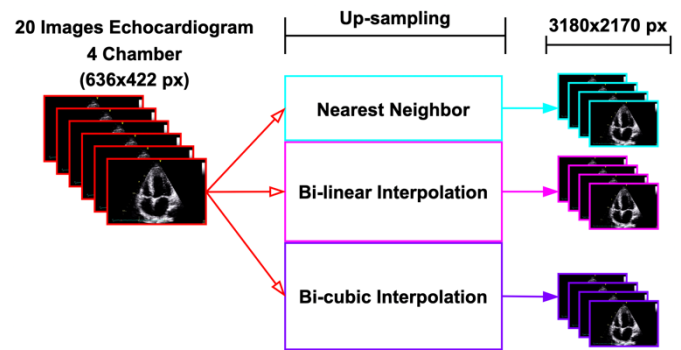 20 Images Echocardiogram
4 Chamber
(636x422 px)
Up-sampling
3180x2170 px
Nearest Neighbor
Bi-linear Interpolation
Bi-cubic Interpolation